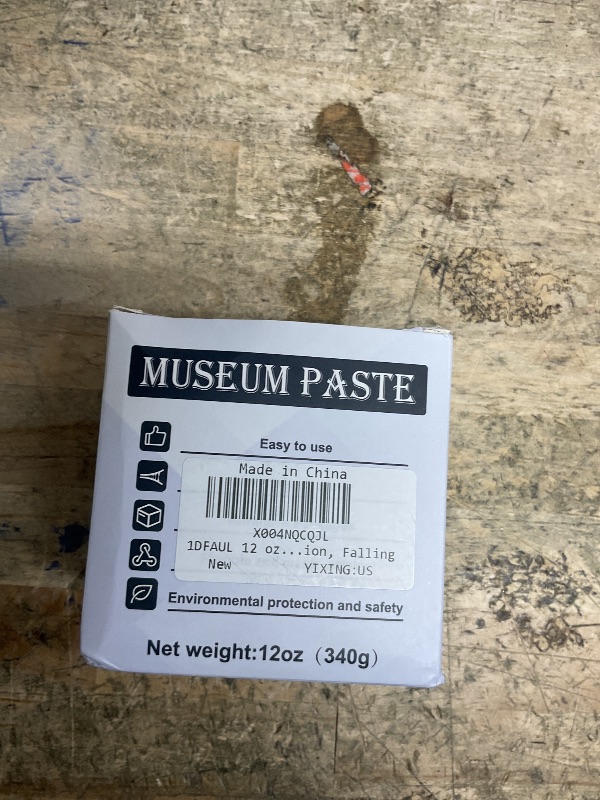 MUSEUM PASTE
Easy to use
Made in China
X004NQCQJL
1DFAUL 12 oz...ion, Falling
New YIXING:US
Environmental protection and safety
Net weight:12oz（340g）